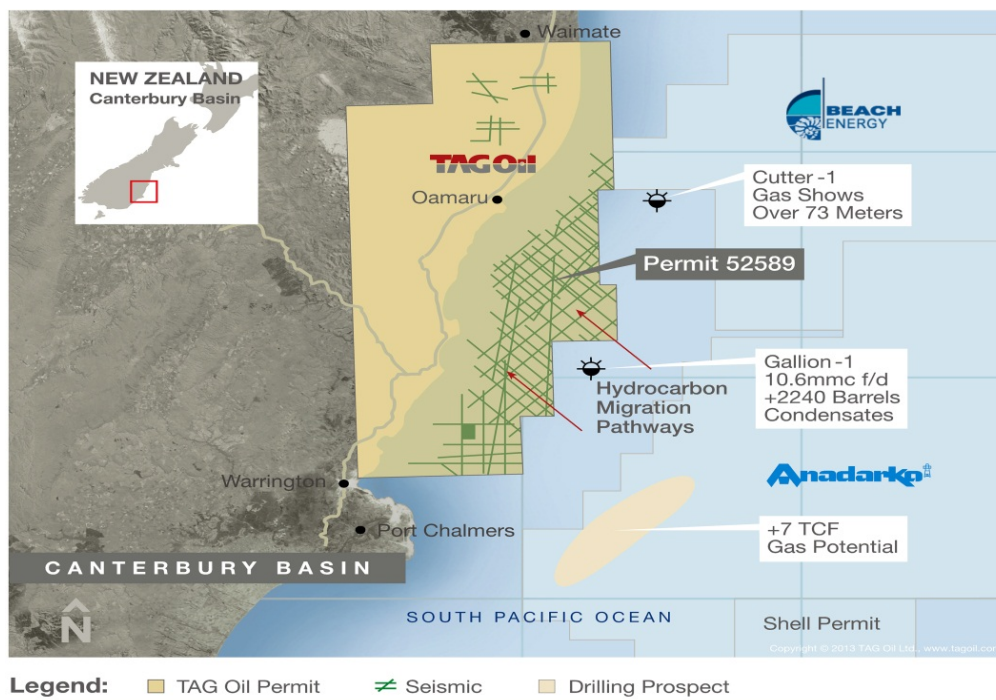 Waimate
NEW ZEALAND
Canterbury Basin
BEACH
ENERGY
TAG Oil
Cutter -1
Gas Shows
Over 73 Meters
Oamaru
Permit 52589
Gallion -1
10.6mmc f/d
+2240 Barrels
Condensates
Hydrocarbon
Migration
Pathways
Anadarko
Warrington
Port Chalmers
+7 TCF
Gas Potential
CANTERBURY BASIN
N
SOUTH PACIFIC OCEAN
Shell Permit
Copyright © 2013 TAG Oil Ltd., www.tagoil.com
Legend:
TAG Oil Permit
Seismic
Drilling Prospect